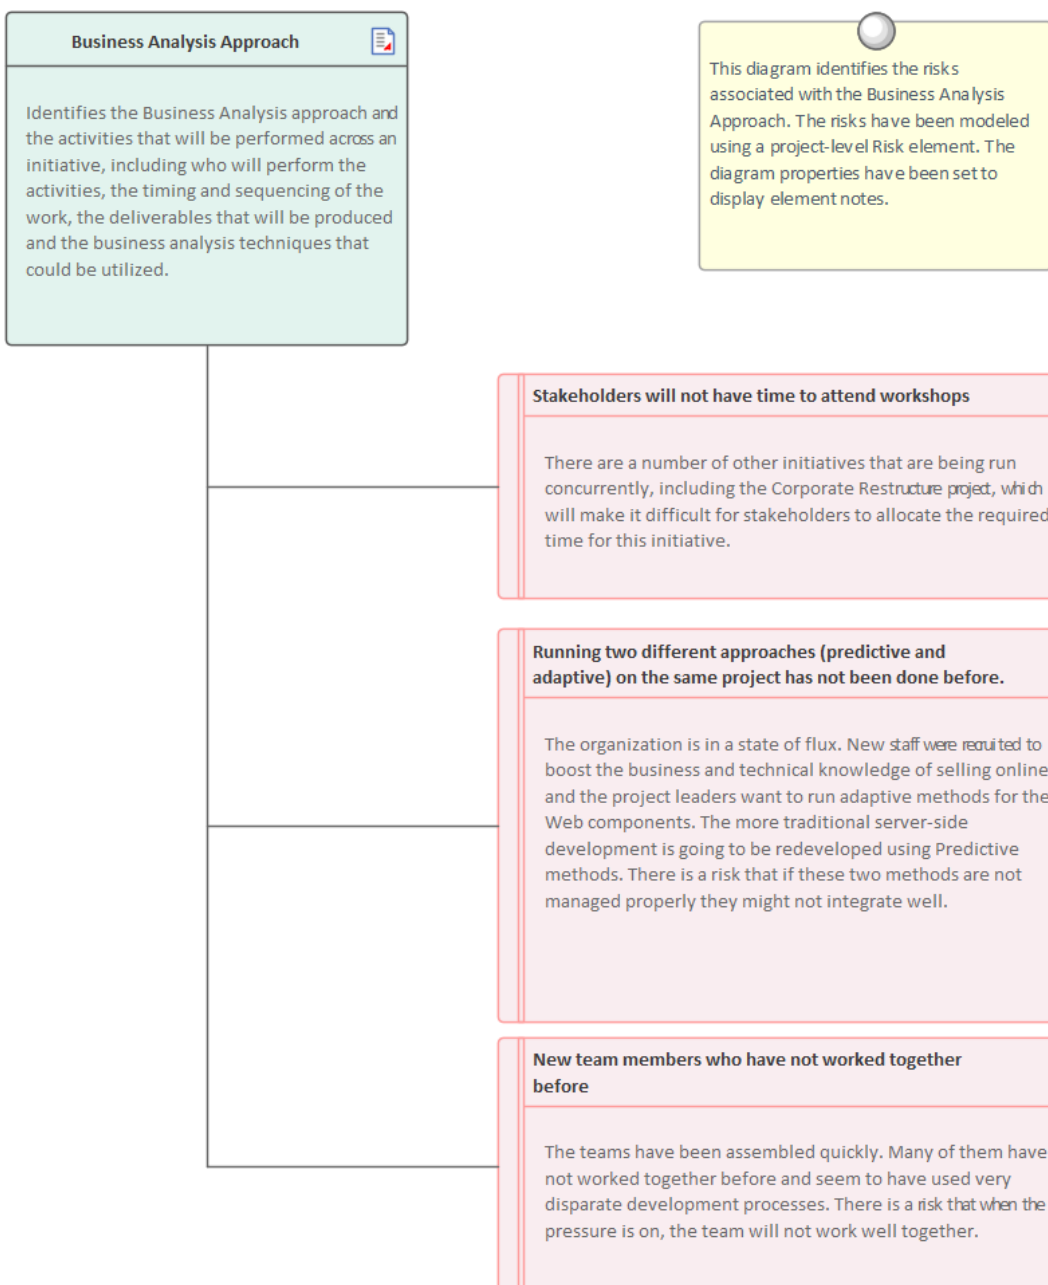 Business Analysis Approach
Identifies the Business Analysis approach and
the activities that will be performed across an
initiative, including who will perform the
activities, the timing and sequencing of the
work, the deliverables that will be produced
and the business analysis techniques that
could be utilized.
This diagram identifies the risks
associated with the Business Analysis
Approach. The risks have been modeled
using a project-level Risk element. The
diagram properties have been set to
display element notes.
Stakeholders will not have time to attend workshops
There are a number of other initiatives that are being run
concurrently, including the Corporate Restructure project, which
will make it difficult for stakeholders to allocate the required
time for this initiative.
Running two different approaches (predictive and
adaptive) on the same project has not been done before.
The organization is in a state of flux. New staff were recruited to
boost the business and technical knowledge of selling online
and the project leaders want to run adaptive methods for the
Web components. The more traditional server-side
development is going to be redeveloped using Predictive
methods. There is a risk that if these two methods are not
managed properly they might not integrate well.
New team members who have not worked together
before
The teams have been assembled quickly. Many of them have
not worked together before and seem to have used very
disparate development processes. There is a risk that when the
pressure is on, the team will not work well together.